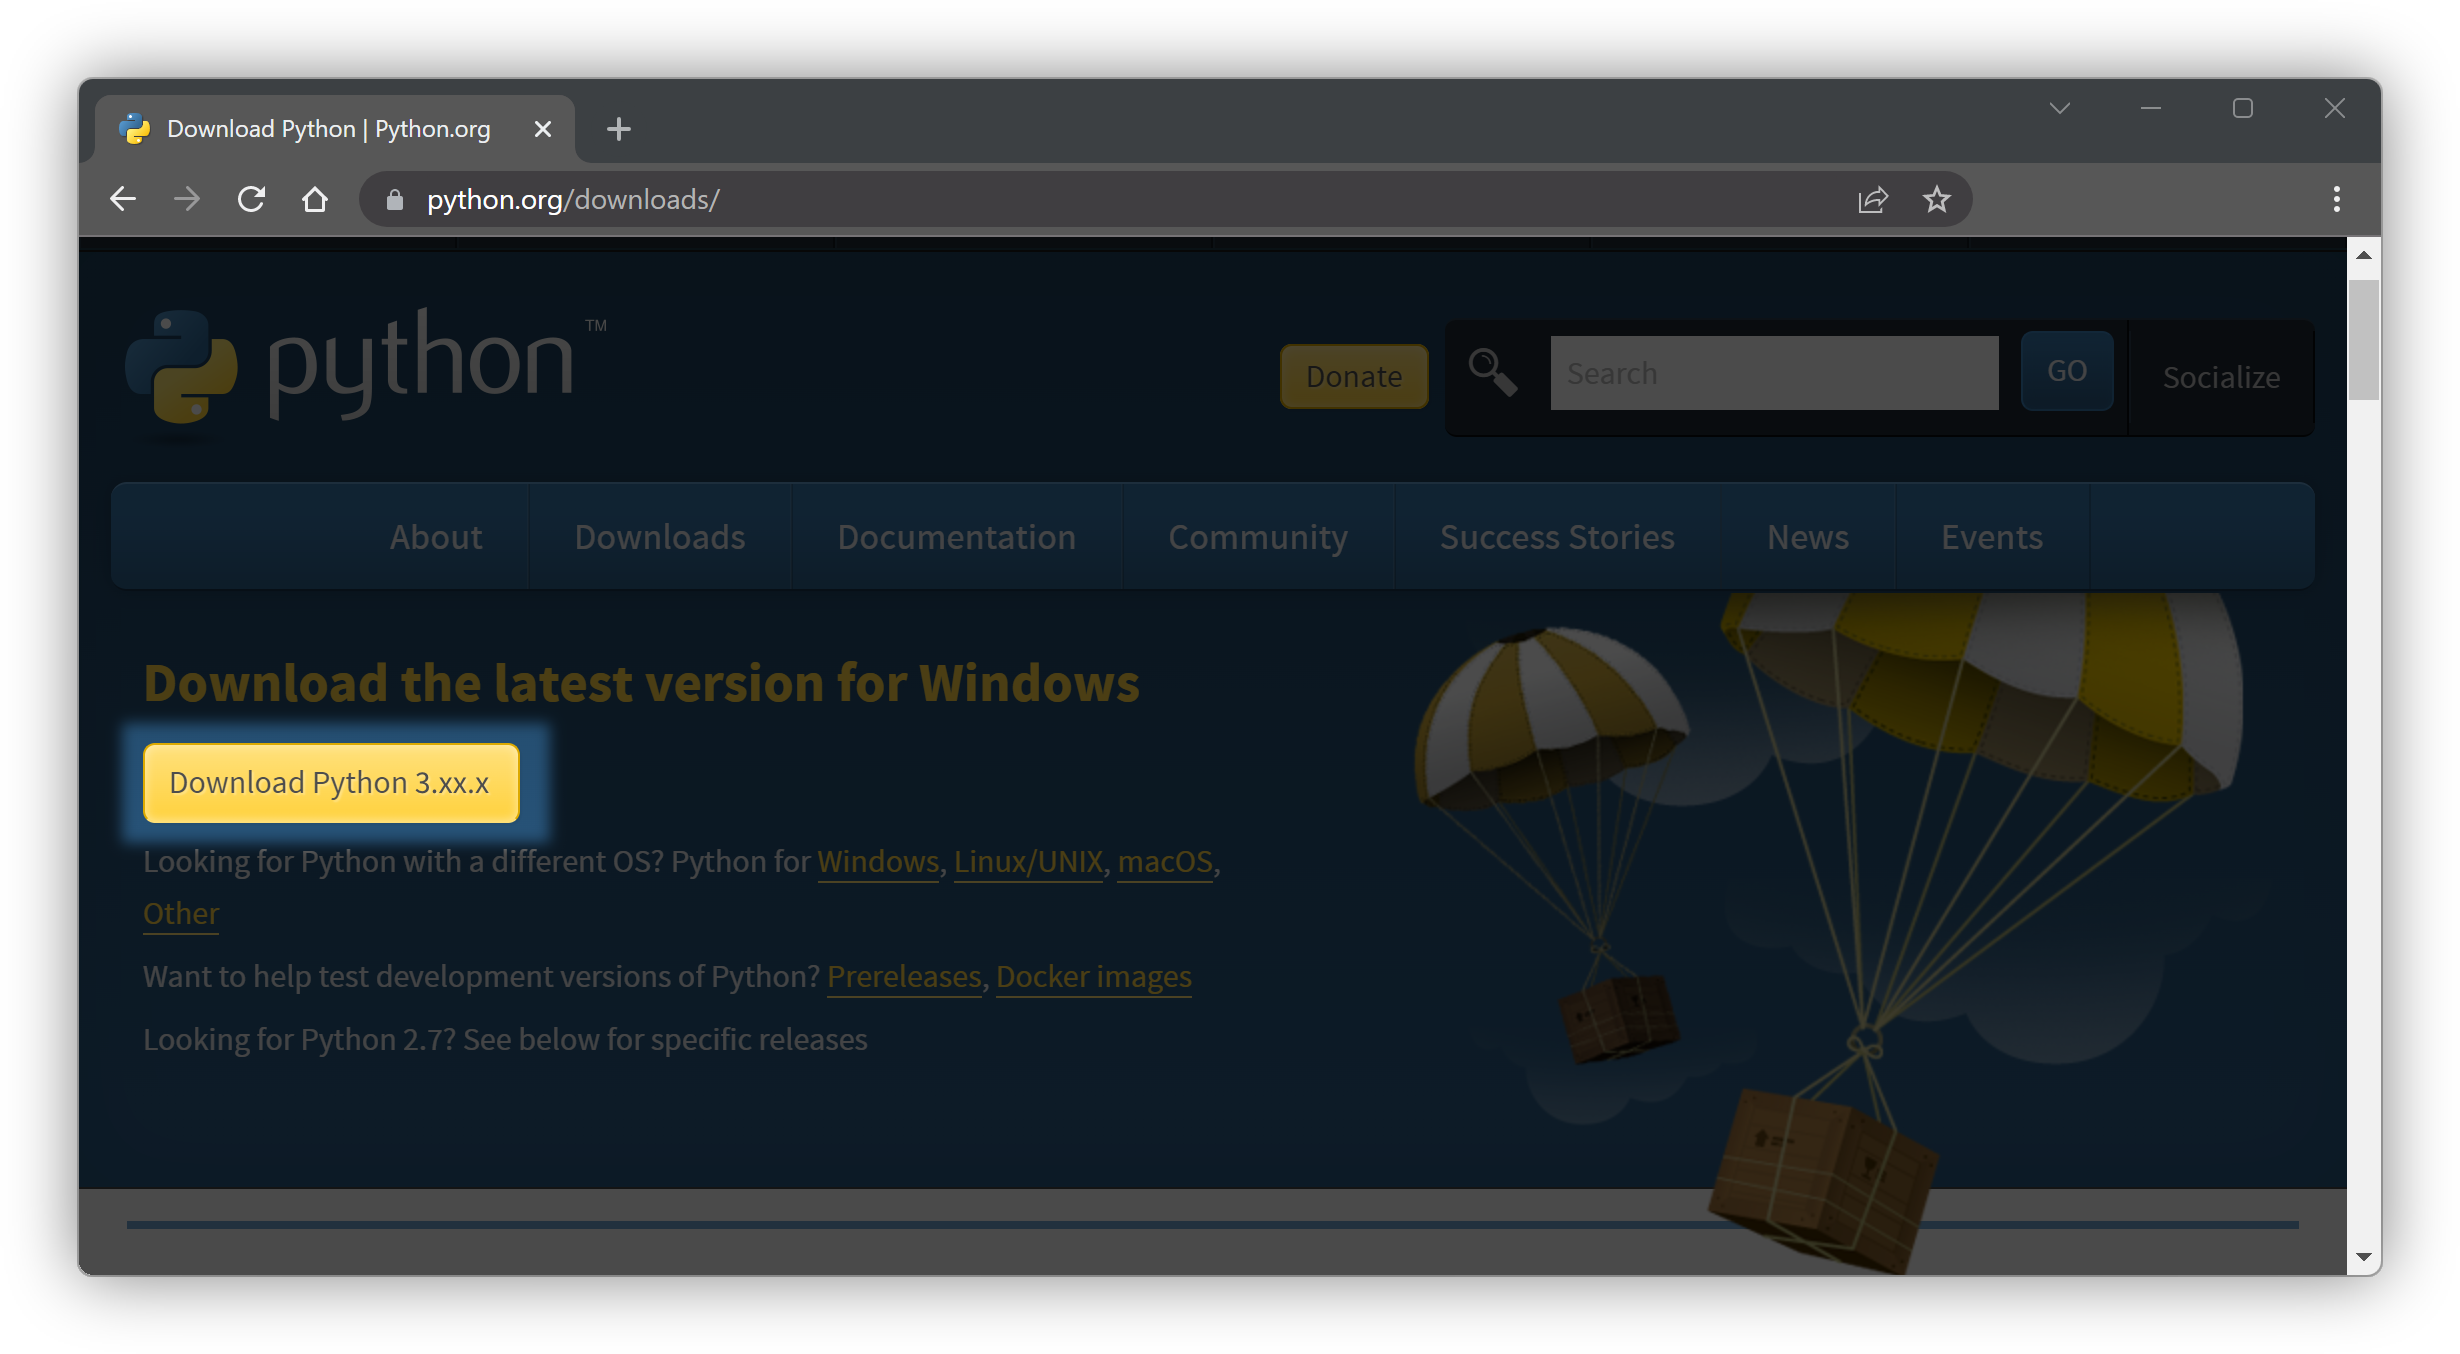 Download Python | Python.org
python.org/downloads/
python TM
Donate
Search
GO
Socialize
About
Downloads
Documentation
Community
Success Stories
News
Events
Download the latest version for Windows
Download Python 3.xx.x
Looking for Python with a different OS? Python for Windows, Linux/UNIX, macOS,
Other
Want to help test development versions of Python? Prereleases, Docker images
Looking for Python 2.7? See below for specific releases